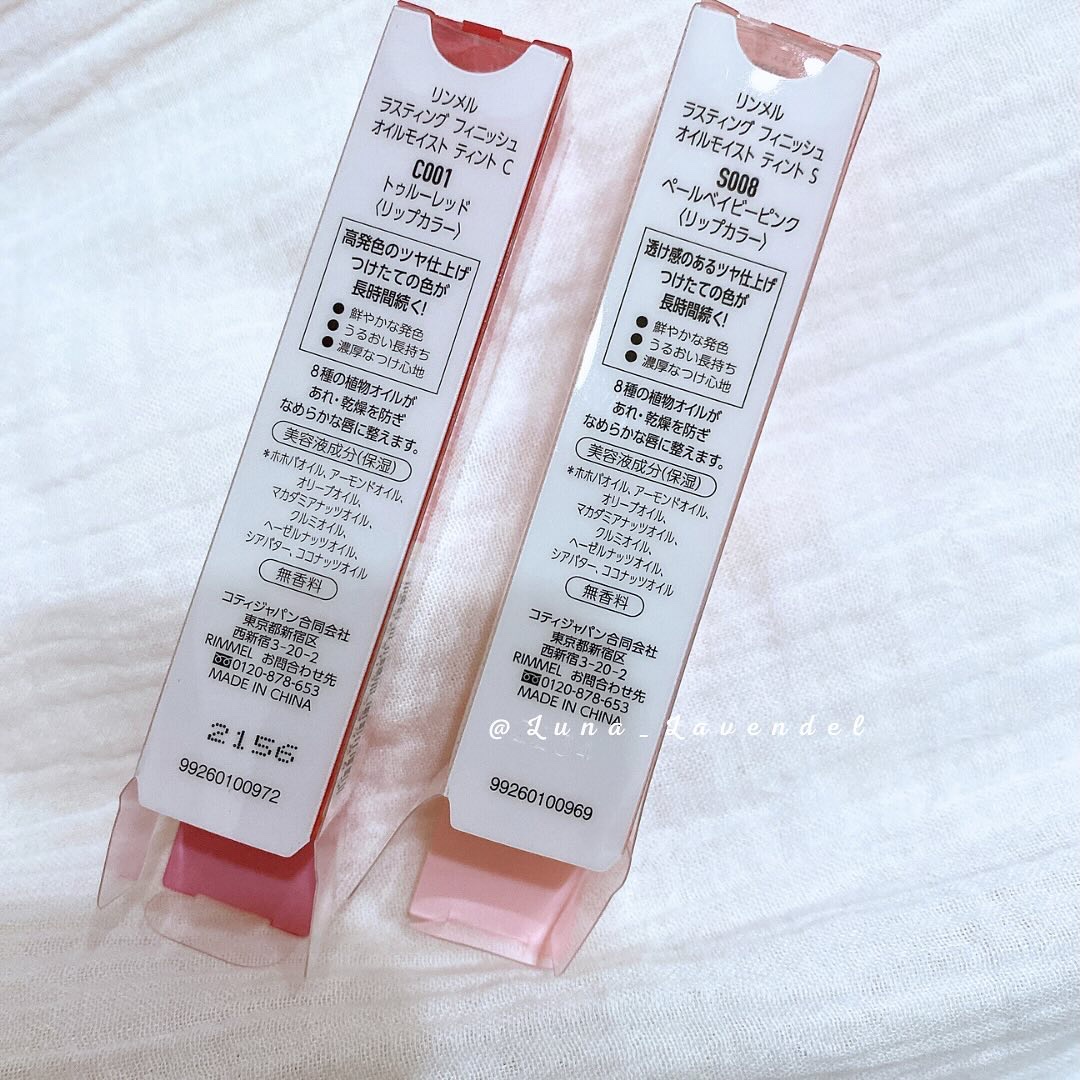 リンメル
ラスティング フィニッシュ
オイルモイスト ティント C
C001
トゥルーレッド
〈リップカラー〉
高発色のツヤ仕上げ
つけたての色が
長時間続く!
● 鮮やかな発色
● うるおい長持ち
● 濃厚なつけ心地
8種の植物オイルが
あれ・乾燥を防ぎ
なめらかな唇に整えます。
美容液成分(保湿)
*ホホバオイル、アーモンドオイル、
オリーブオイル、
マカダミアナッツオイル、
クルミオイル、
ヘーゼルナッツオイル、
シアバター、ココナッツオイル
無香料
コティジャパン合同会社
東京都新宿区
西新宿3-20-2
RIMMEL お問合わせ先
0120-878-653
MADE IN CHINA
2156
99260100972
リンメル
ラスティング フィニッシュ
オイルモイスト ティント S
S008
ペールベイビーピンク
〈リップカラー〉
透け感のあるツヤ仕上げ
つけたての色が
長時間続く!
● 鮮やかな発色
● うるおい長持ち
● 濃厚なつけ心地
8種の植物オイルが
あれ・乾燥を防ぎ
なめらかな唇に整えます。
美容液成分(保湿)
*ホホバオイル、アーモンドオイル、
オリーブオイル、
マカダミアナッツオイル、
クルミオイル、
ヘーゼルナッツオイル、
シアバター、ココナッツオイル
無香料
コティジャパン合同会社
東京都新宿区
西新宿3-20-2
RIMMEL お問合わせ先
0120-878-653
MADE IN CHINA
@Luna_Lavendel
99260100969